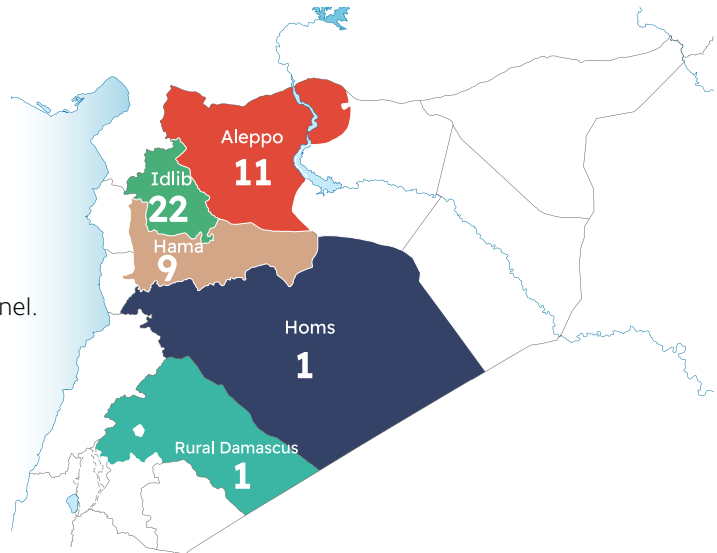 Aleppo
11
Idlib
22
Hama
9
nel.
Homs
1
Rural Damascus
1